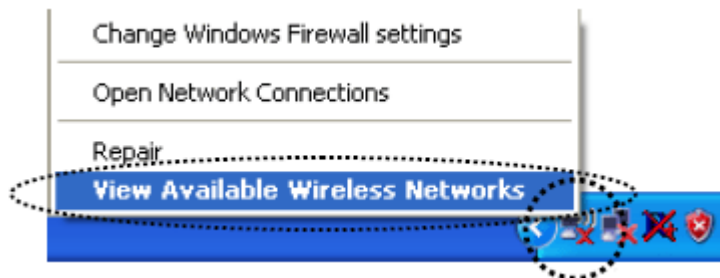 Change Windows Firewall settings
Open Network Connections
Repair
View Available Wireless Networks